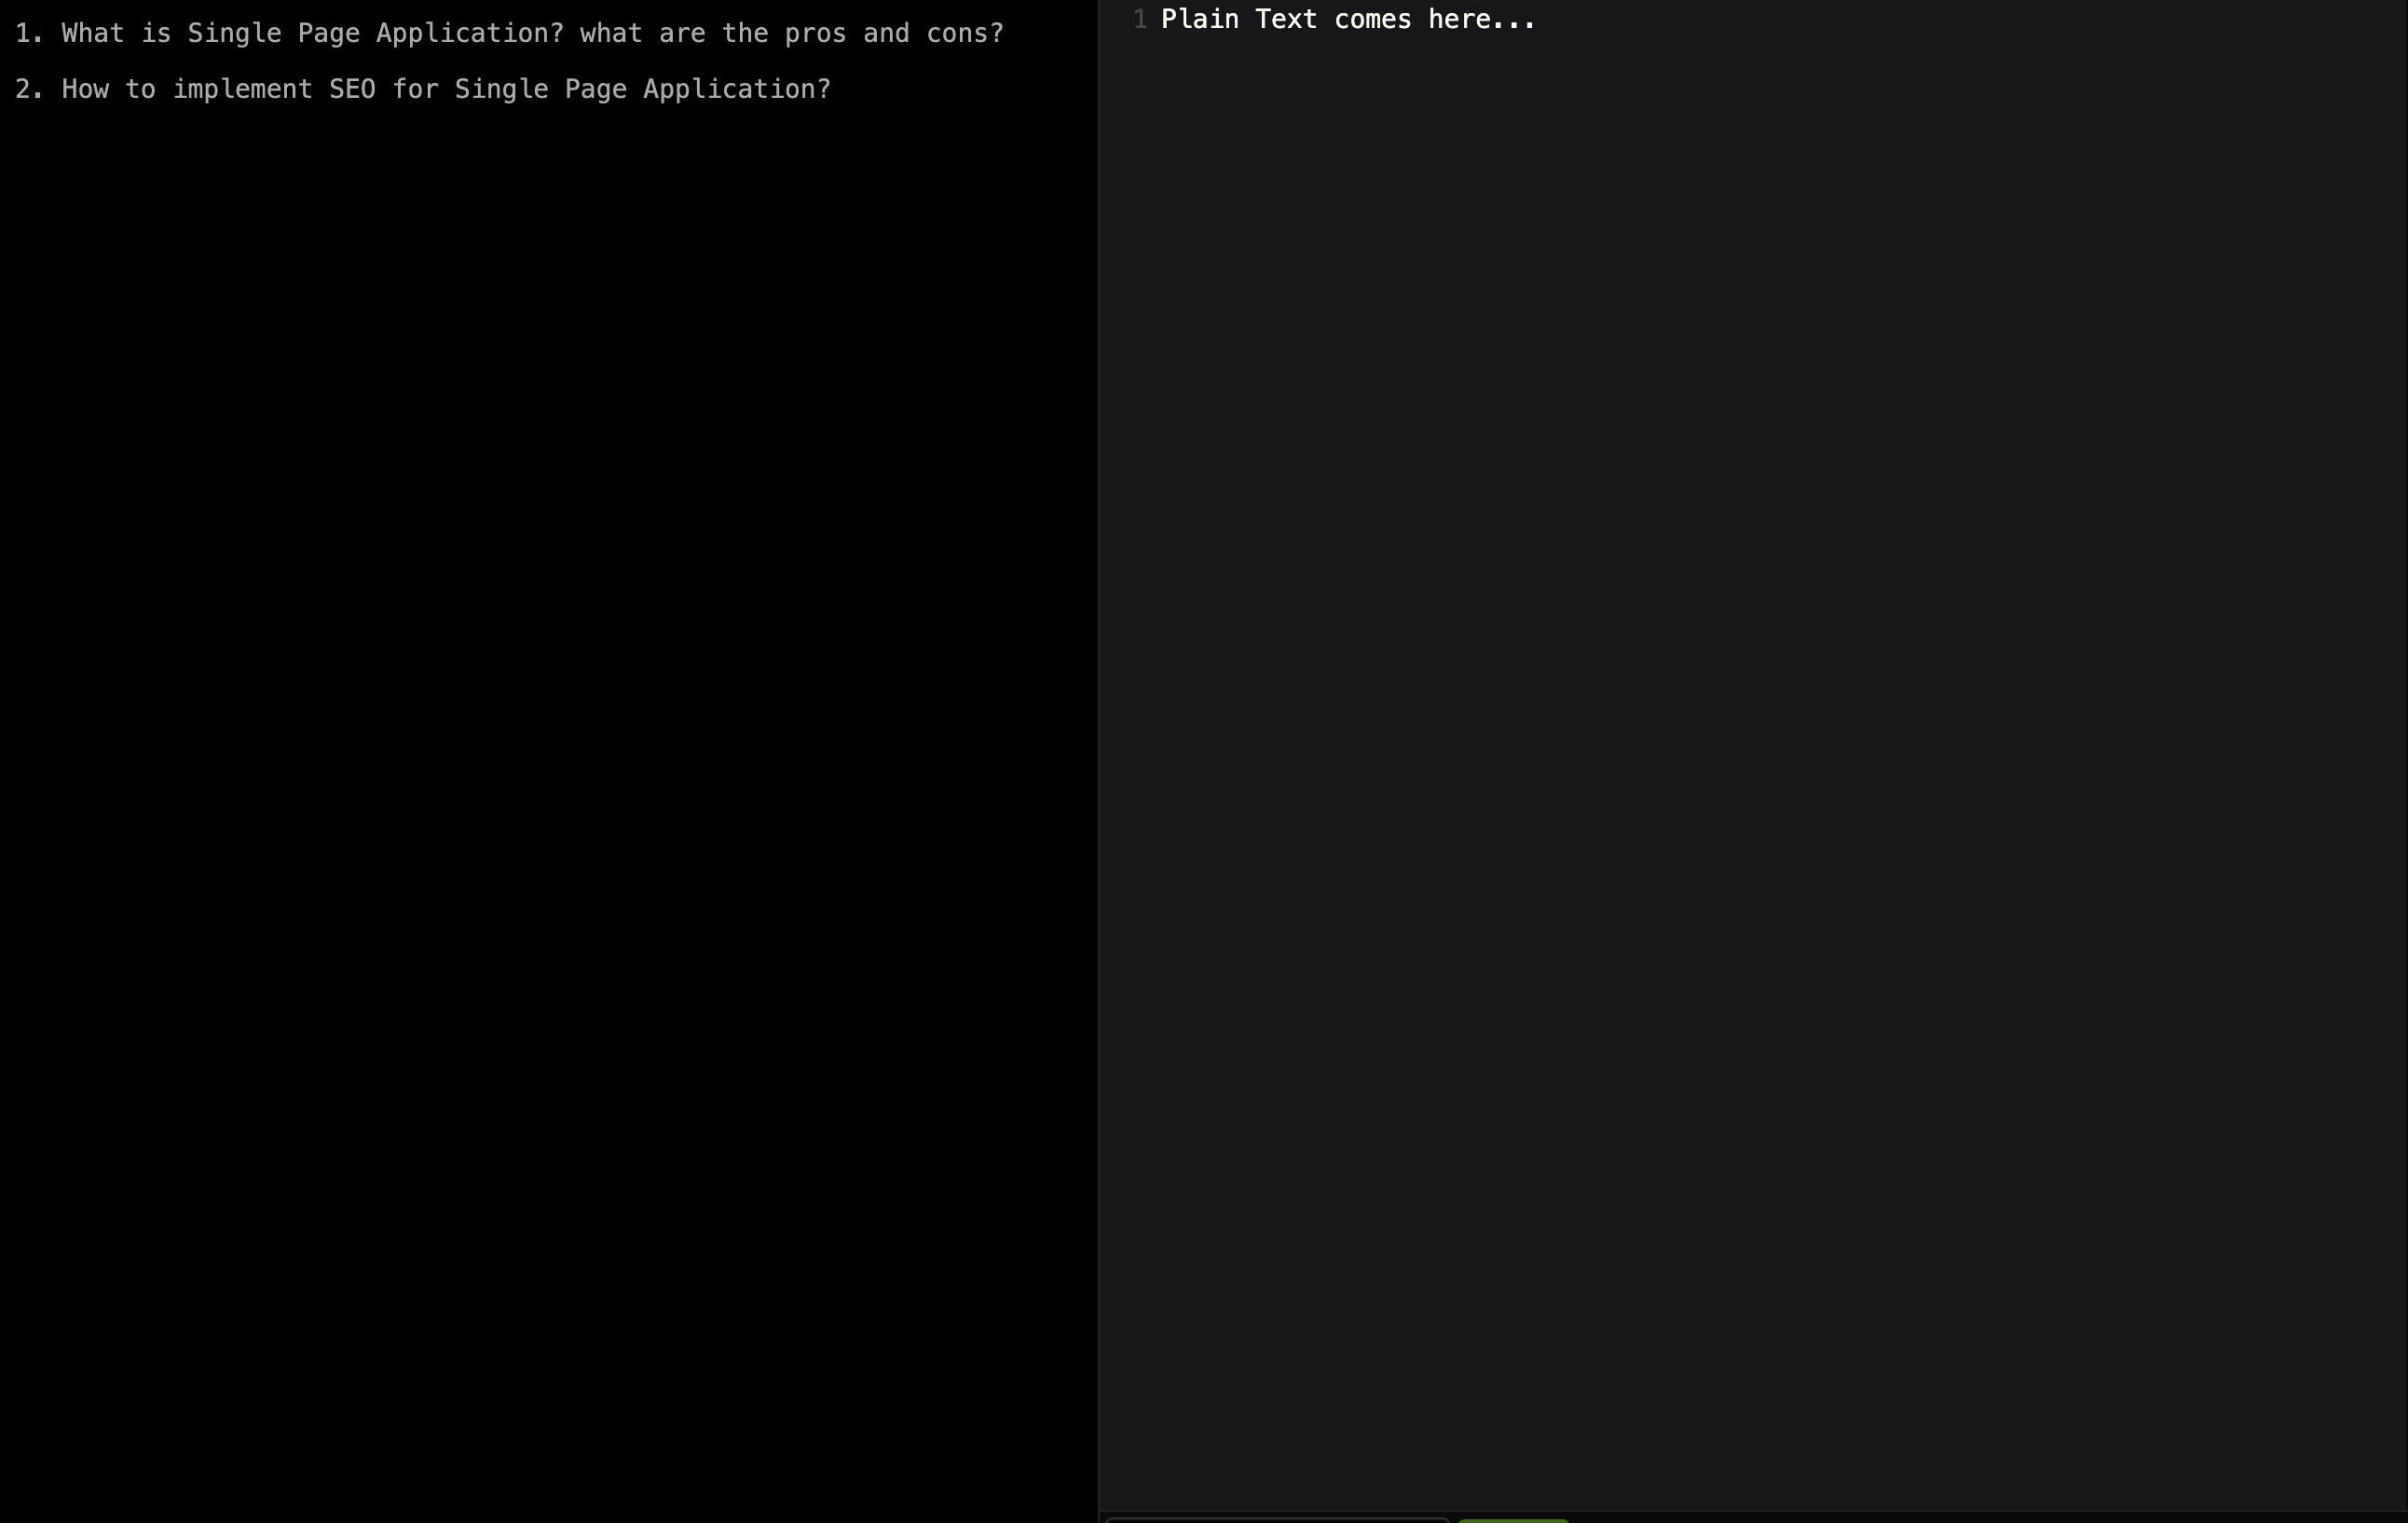 1. What is Single Page Application? what are the pros and cons?
2. How to implement SEO for Single Page Application?
1 Plain Text comes here...